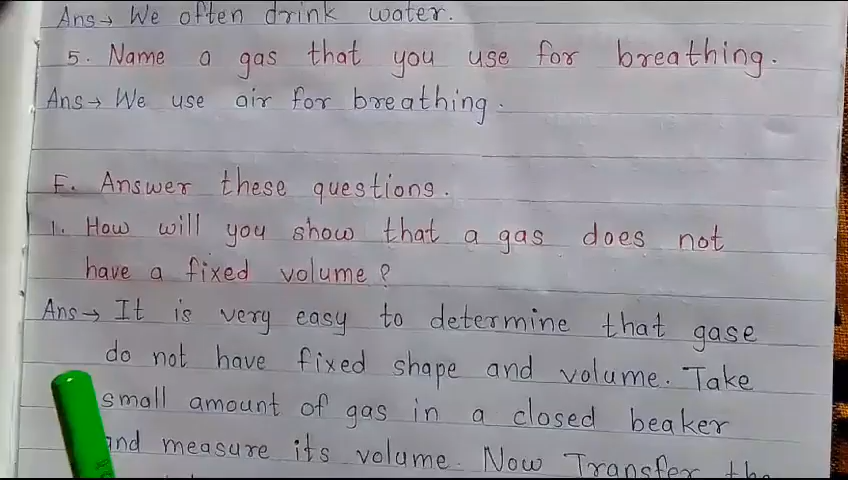 Ans→ We often drink water.
5. Name a gas that you use for breathing.
Ans→ We use air for breathing.
F. Answer these questions.
1. How will you show that a gas does not
have a fixed volume?
Ans→ It is very easy to determine that gase
do not have fixed shape and volume. Take
small amount of gas in a closed beaker
and measure its volume. Now Transfer the